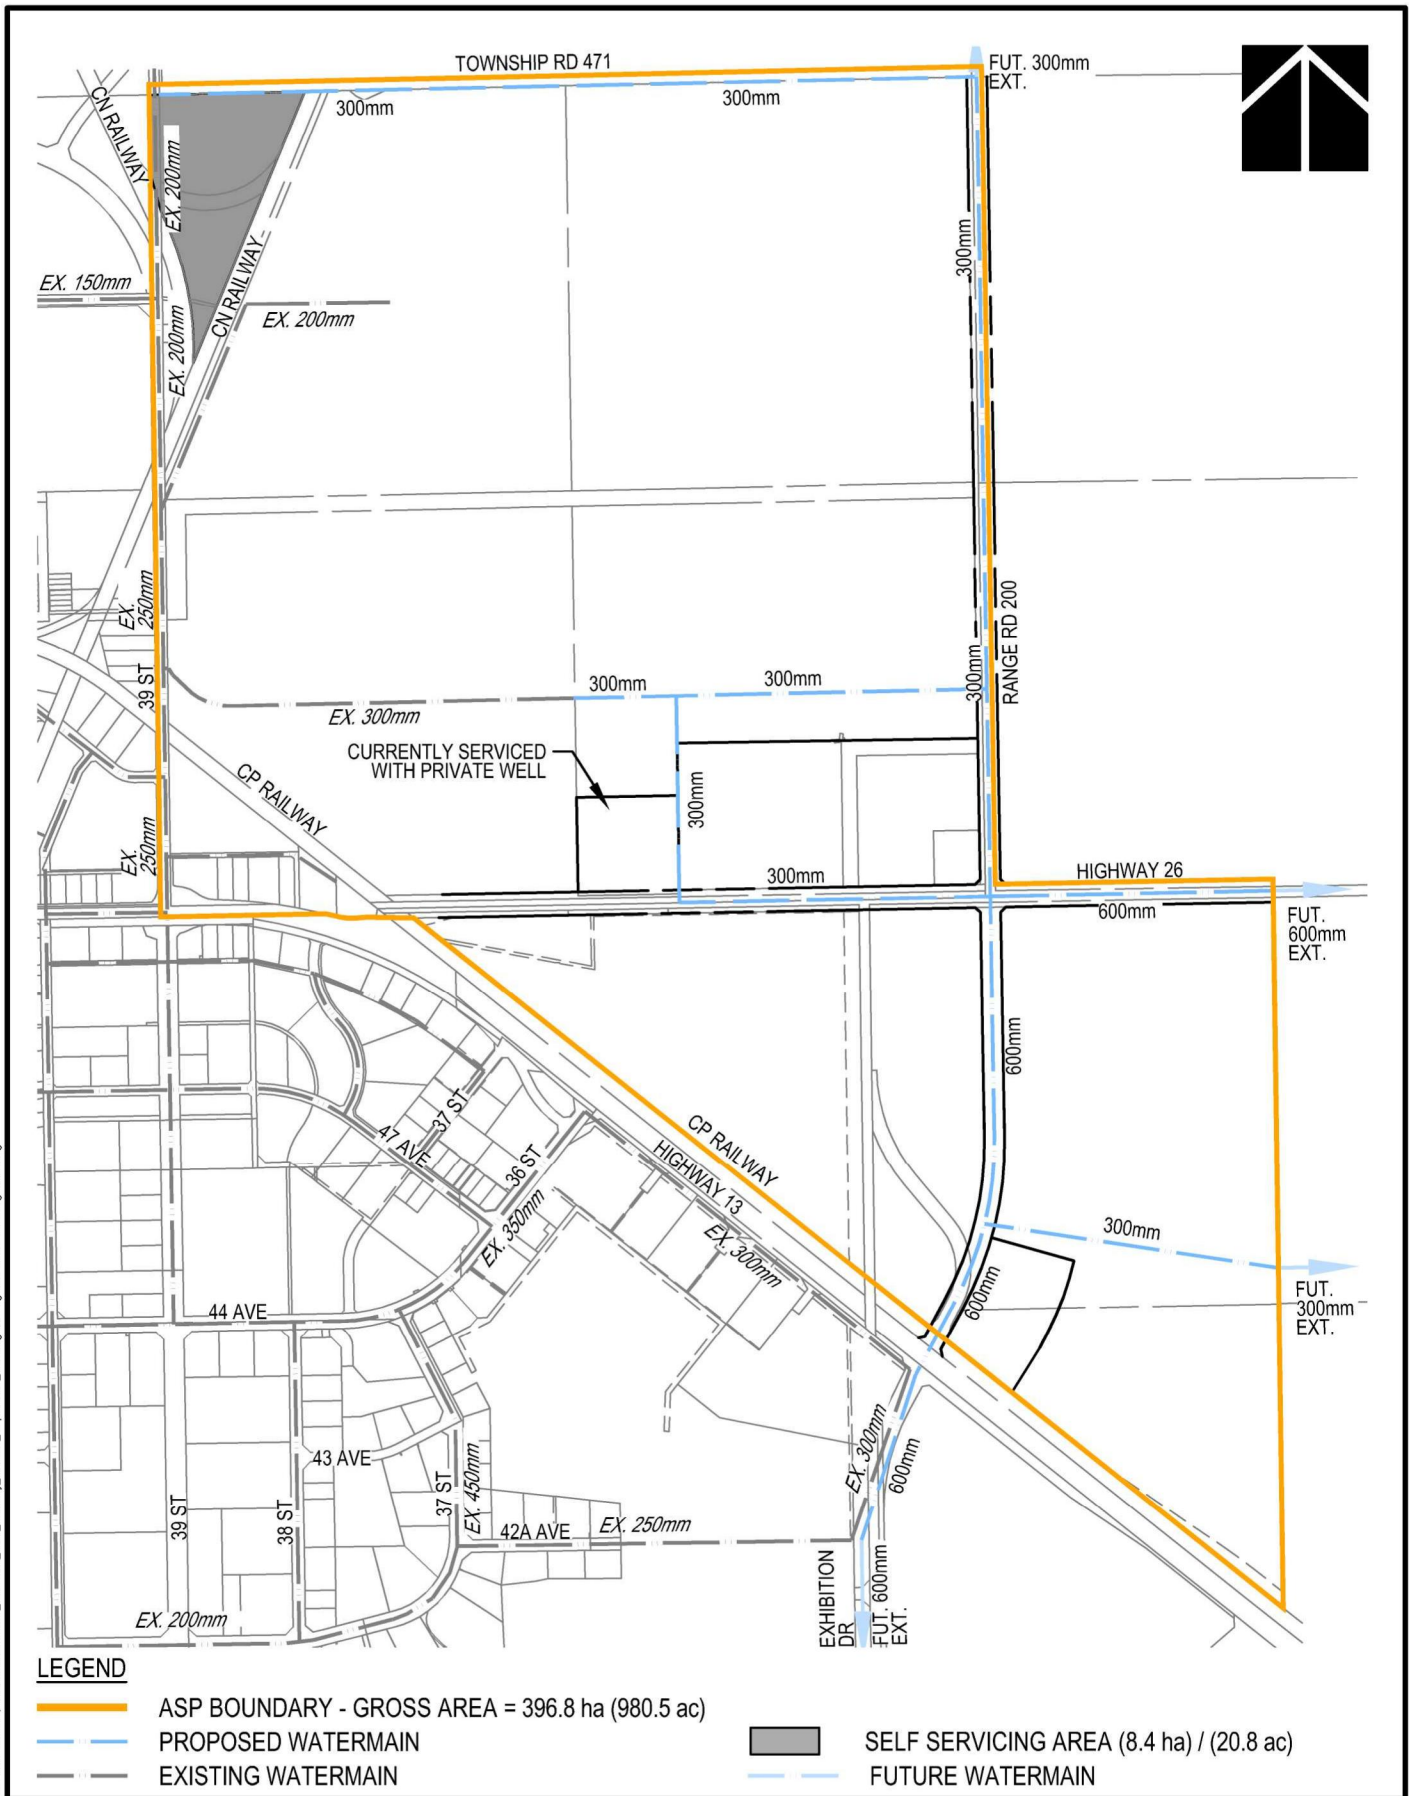 TOWNSHIP RD 471
FUT. 300mm
EXT.
300mm
300mm
CN RAILWAY
EX. 200mm
300mm
CN RAILWAY
EX. 150mm
EX. 200mm
EX. 200mm
EX.
250mm
RANGE RD 200
39 ST
300mm
300mm
300mm
EX. 300mm
CURRENTLY SERVICED
WITH PRIVATE WELL
CP RAILWAY
300mm
EX.
250mm
300mm
HIGHWAY 26
600mm
FUT.
600mm
EXT.
600mm
37 ST
47 AVE
36 ST
CP RAILWAY
HIGHWAY 13
EX. 350mm
EX. 300mm
300mm
600mm
FUT.
300mm
EXT.
44 AVE
43 AVE
EX. 300mm
600mm
39 ST
38 ST
37 ST
EX. 450mm
42A AVE
EX. 250mm
EXHIBITION
DR
FUT. 600mm
EXT.
EX. 200mm
LEGEND
ASP BOUNDARY - GROSS AREA = 396.8 ha (980.5 ac)
PROPOSED WATERMAIN
SELF SERVICING AREA (8.4 ha) / (20.8 ac)
EXISTING WATERMAIN
FUTURE WATERMAIN